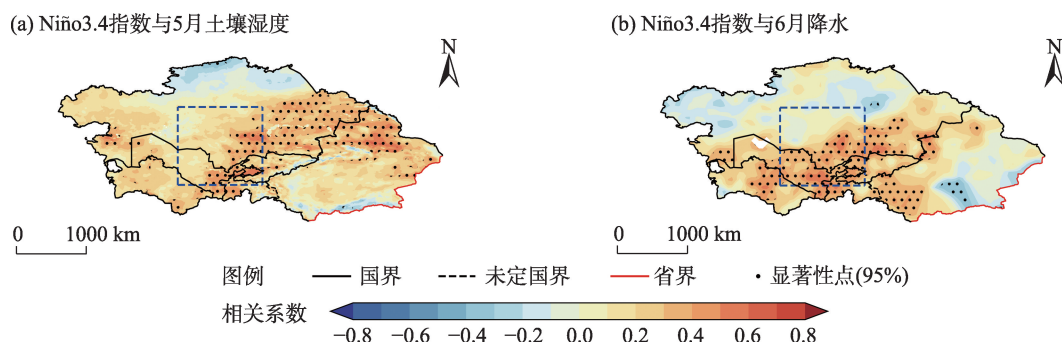 (a) Niño3.4指数与5月土壤湿度
(b) Niño3.4指数与6月降水
N
N
0 1000 km
0 1000 km
图例 国界 未定国界 省界 显著性点(95%)
相关系数
−0.8 −0.6 −0.4 −0.2 0.0 0.2 0.4 0.6 0.8